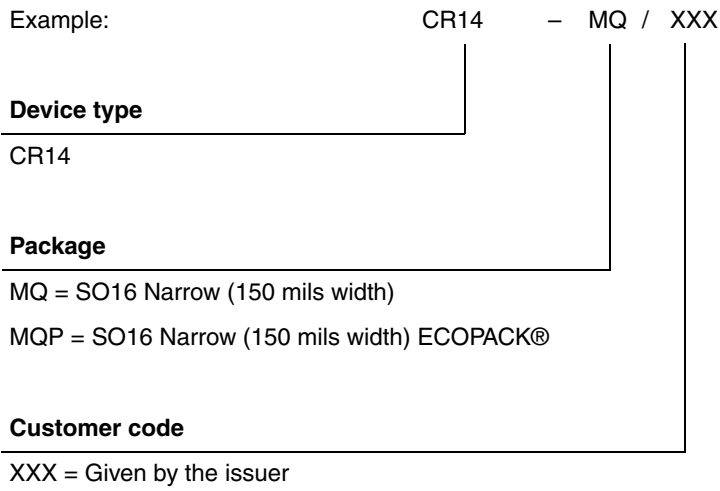 Example: CR14 – MQ / XXX
Device type
CR14
Package
MQ = SO16 Narrow (150 mils width)
MQP = SO16 Narrow (150 mils width) ECOPACK®
Customer code
XXX = Given by the issuer